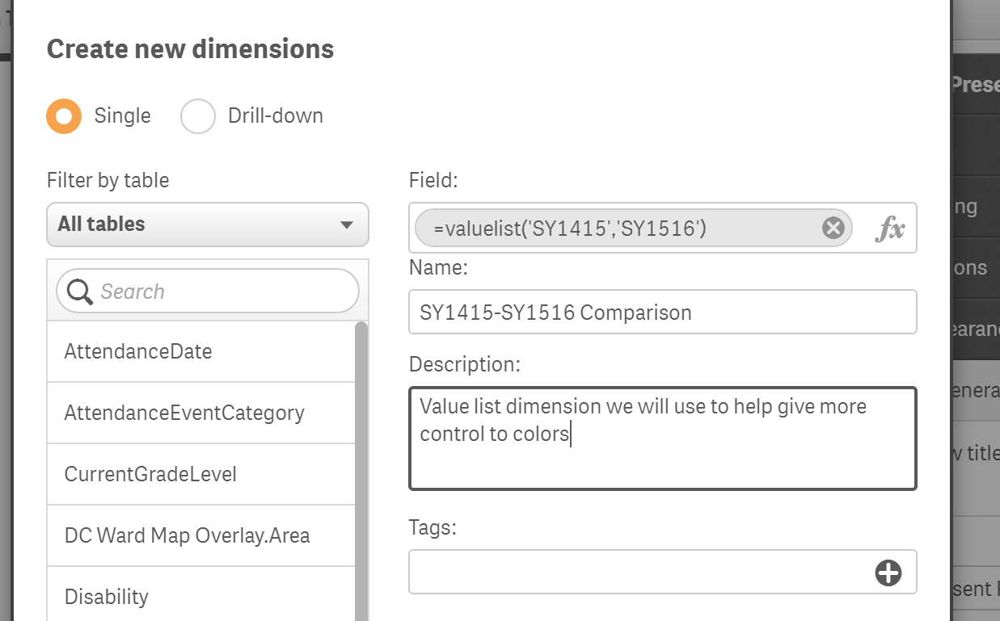 Create new dimensions
Single
Drill-down
Filter by table
All tables
Search
AttendanceDate
AttendanceEventCategory
CurrentGradeLevel
DC Ward Map Overlay.Area
Disability
Field:
=valuelist('SY1415','SY1516')
fx
Name:
SY1415-SY1516 Comparison
Description:
Value list dimension we will use to help give more
control to colors
Tags:
Prese
ng
ons
earan
enera
w title
sent